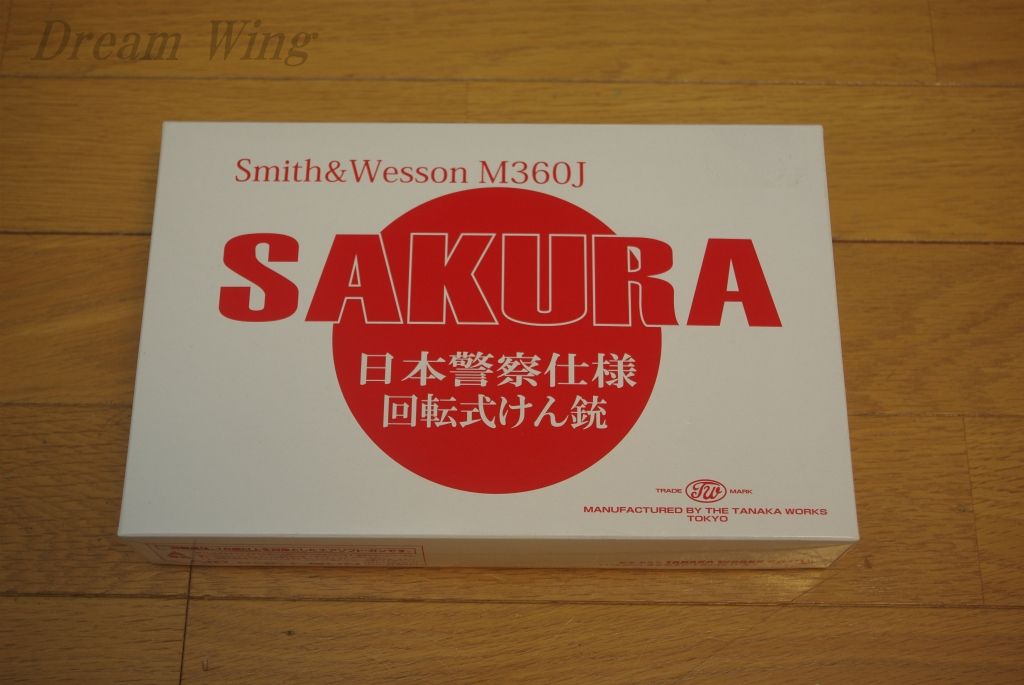 Dream Wing
Smith&Wesson M360J
SAKURA
日本警察仕様
回転式けん銃
TRADE TW MARK
MANUFACTURED BY THE TANAKA WORKS
TOKYO